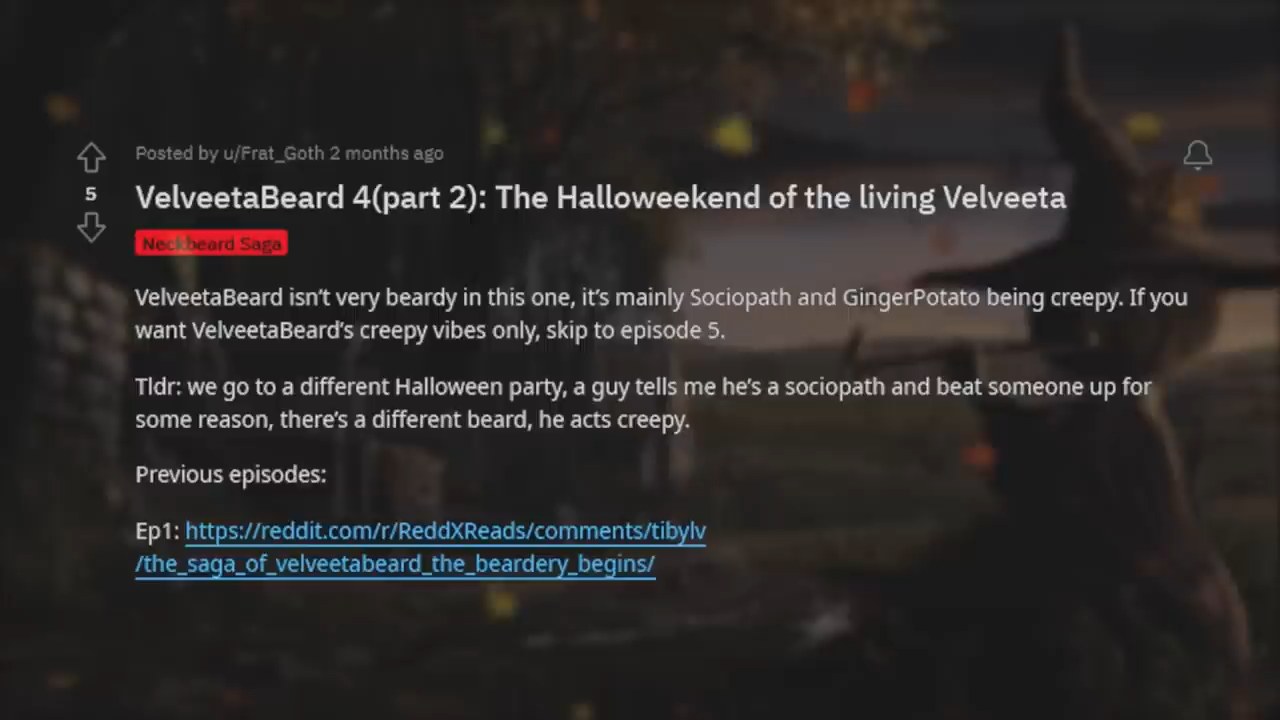 Posted by u/Frat_Goth 2 months ago
5
VelveetaBeard 4(part 2): The Halloweekend of the living Velveeta
Neckbeard Saga
VelveetaBeard isn’t very beardy in this one, it’s mainly Sociopath and GingerPotato being creepy. If you
want VelveetaBeard’s creepy vibes only, skip to episode 5.
Tldr: we go to a different Halloween party, a guy tells me he’s a sociopath and beat someone up for
some reason, there’s a different beard, he acts creepy.
Previous episodes:
Ep1: https://reddit.com/r/ReddXReads/comments/tibylv
/the_saga_of_velveetabeard_the_beardery_begins/